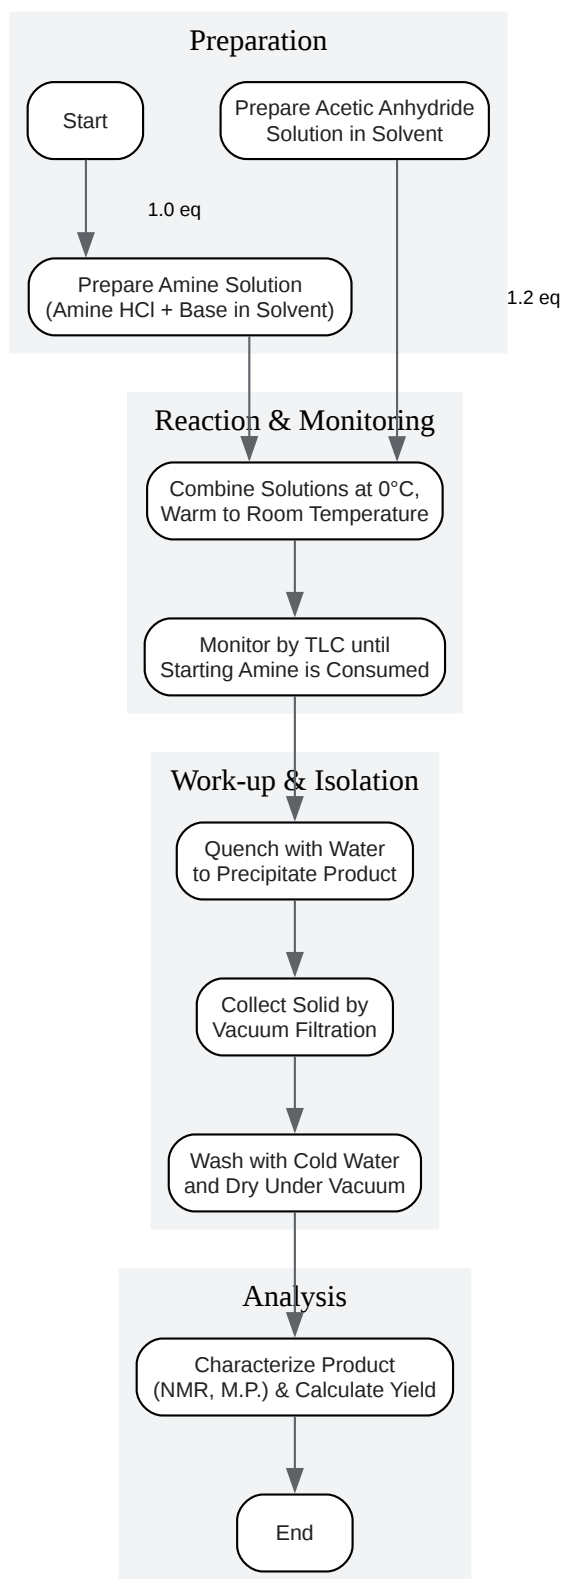 Preparation
Start
Prepare Acetic Anhydride
Solution in Solvent
1.0 eq
Prepare Amine Solution
(Amine HCl + Base in Solvent)
1.2 eq
Reaction & Monitoring
Combine Solutions at 0°C,
Warm to Room Temperature
Monitor by TLC until
Starting Amine is Consumed
Work-up & Isolation
Quench with Water
to Precipitate Product
Collect Solid by
Vacuum Filtration
Wash with Cold Water
and Dry Under Vacuum
Analysis
Characterize Product
(NMR, M.P.) & Calculate Yield
End